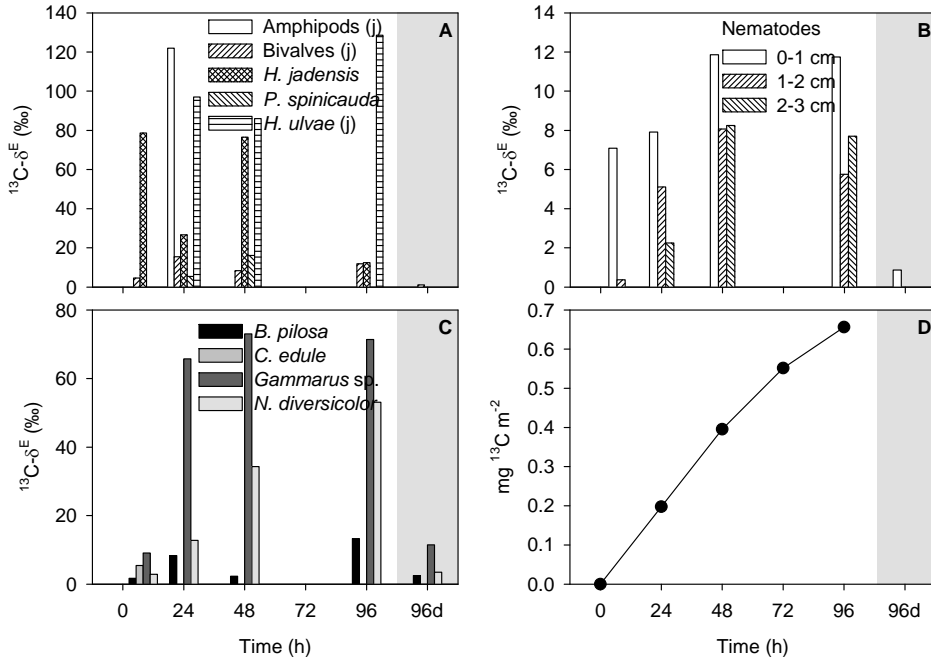 A
Amphipods (j)
Bivalves (j)
H. jadensis
P. spinicauda
H. ulvae (j)
140
120
100
80
60
40
20
0
¹³C-δᴱ (‰)
B
Nematodes
0-1 cm
1-2 cm
2-3 cm
14
12
10
8
6
4
2
0
¹³C-δᴱ (‰)
C
B. pilosa
C. edule
Gammarus sp.
N. diversicolor
80
60
40
20
0
¹³C-δᴱ (‰)
0 24 48 72 96 96d
Time (h)
D
0.7
0.6
0.5
0.4
0.3
0.2
0.1
0.0
mg ¹³C m⁻²
0 24 48 72 96 96d
Time (h)